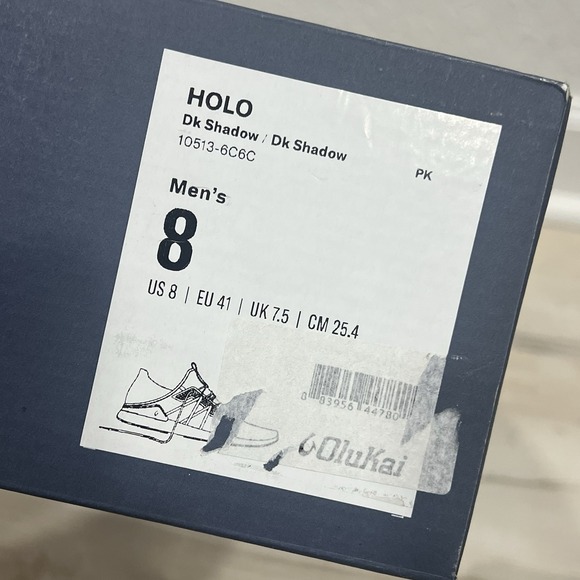 HOLO
Dk Shadow / Dk Shadow
10513-6C6C
PK
Men's
8
US 8 | EU 41 | UK 7.5 | CM 25.4
OluKai